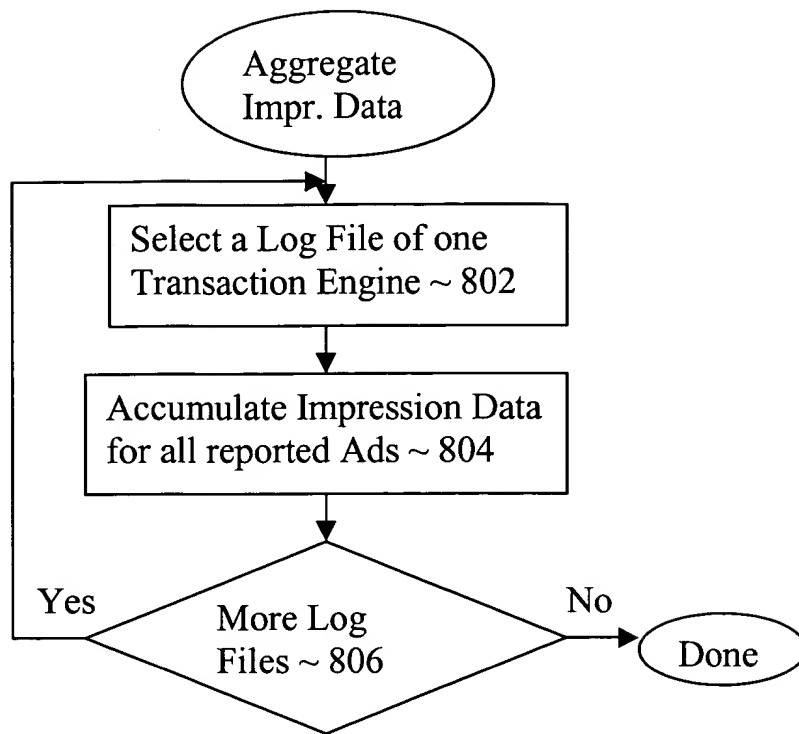 Aggregate
Impr. Data
Select a Log File of one
Transaction Engine ~ 802
Accumulate Impression Data
for all reported Ads ~ 804
Yes
No
More Log
Files ~ 806
Done